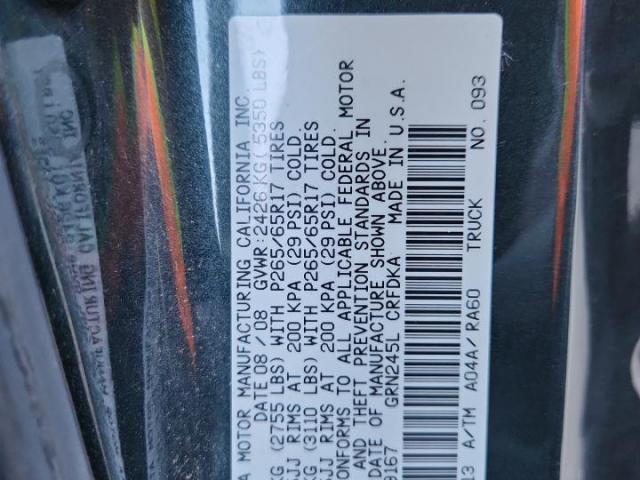 A MOTOR MANUFACTURING CALIFORNIA INC.
DATE 08 / 08 GVWR: 2426 KG ( 5350 LBS)
KG (2755 LBS) WITH P265/65R17 TIRES
JJ RIMS AT 200 KPA (29 PSI) COLD.
KG (3110 LBS) WITH P265/65R17 TIRES
JJ RIMS AT 200 KPA (29 PSI) COLD.
ONFORMS TO ALL APPLICABLE FEDERAL MOTOR
AND THEFT PREVENTION STANDARDS IN
DATE OF MANUFACTURE SHOWN ABOVE.
9167 GRN245L CRFDKA MADE IN U.S.A.
13 A/TM A04A/ RA60 TRUCK NO. 093